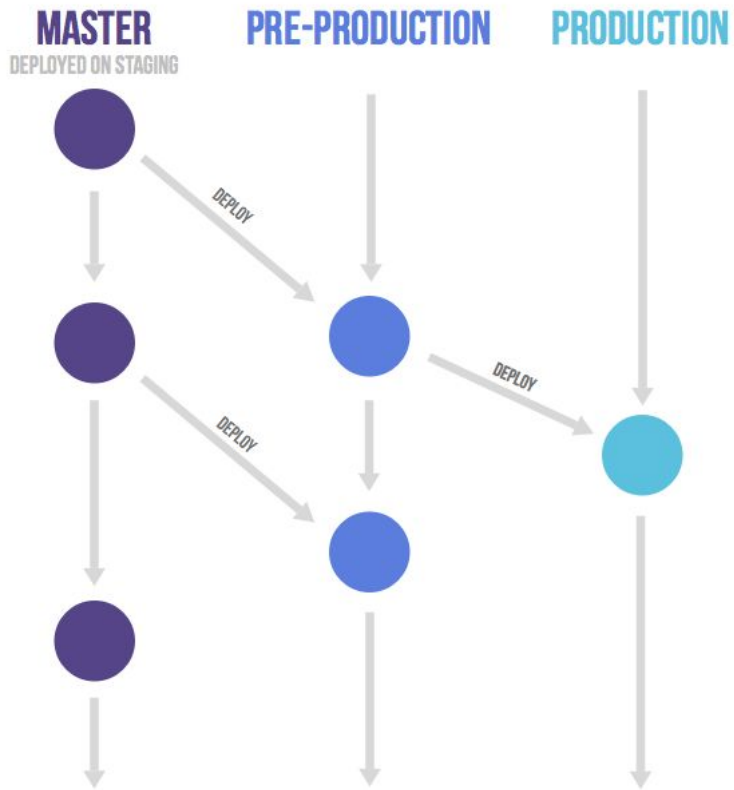 MASTER
DEPLOYED ON STAGING
PRE-PRODUCTION
PRODUCTION
DEPLOY
DEPLOY
DEPLOY